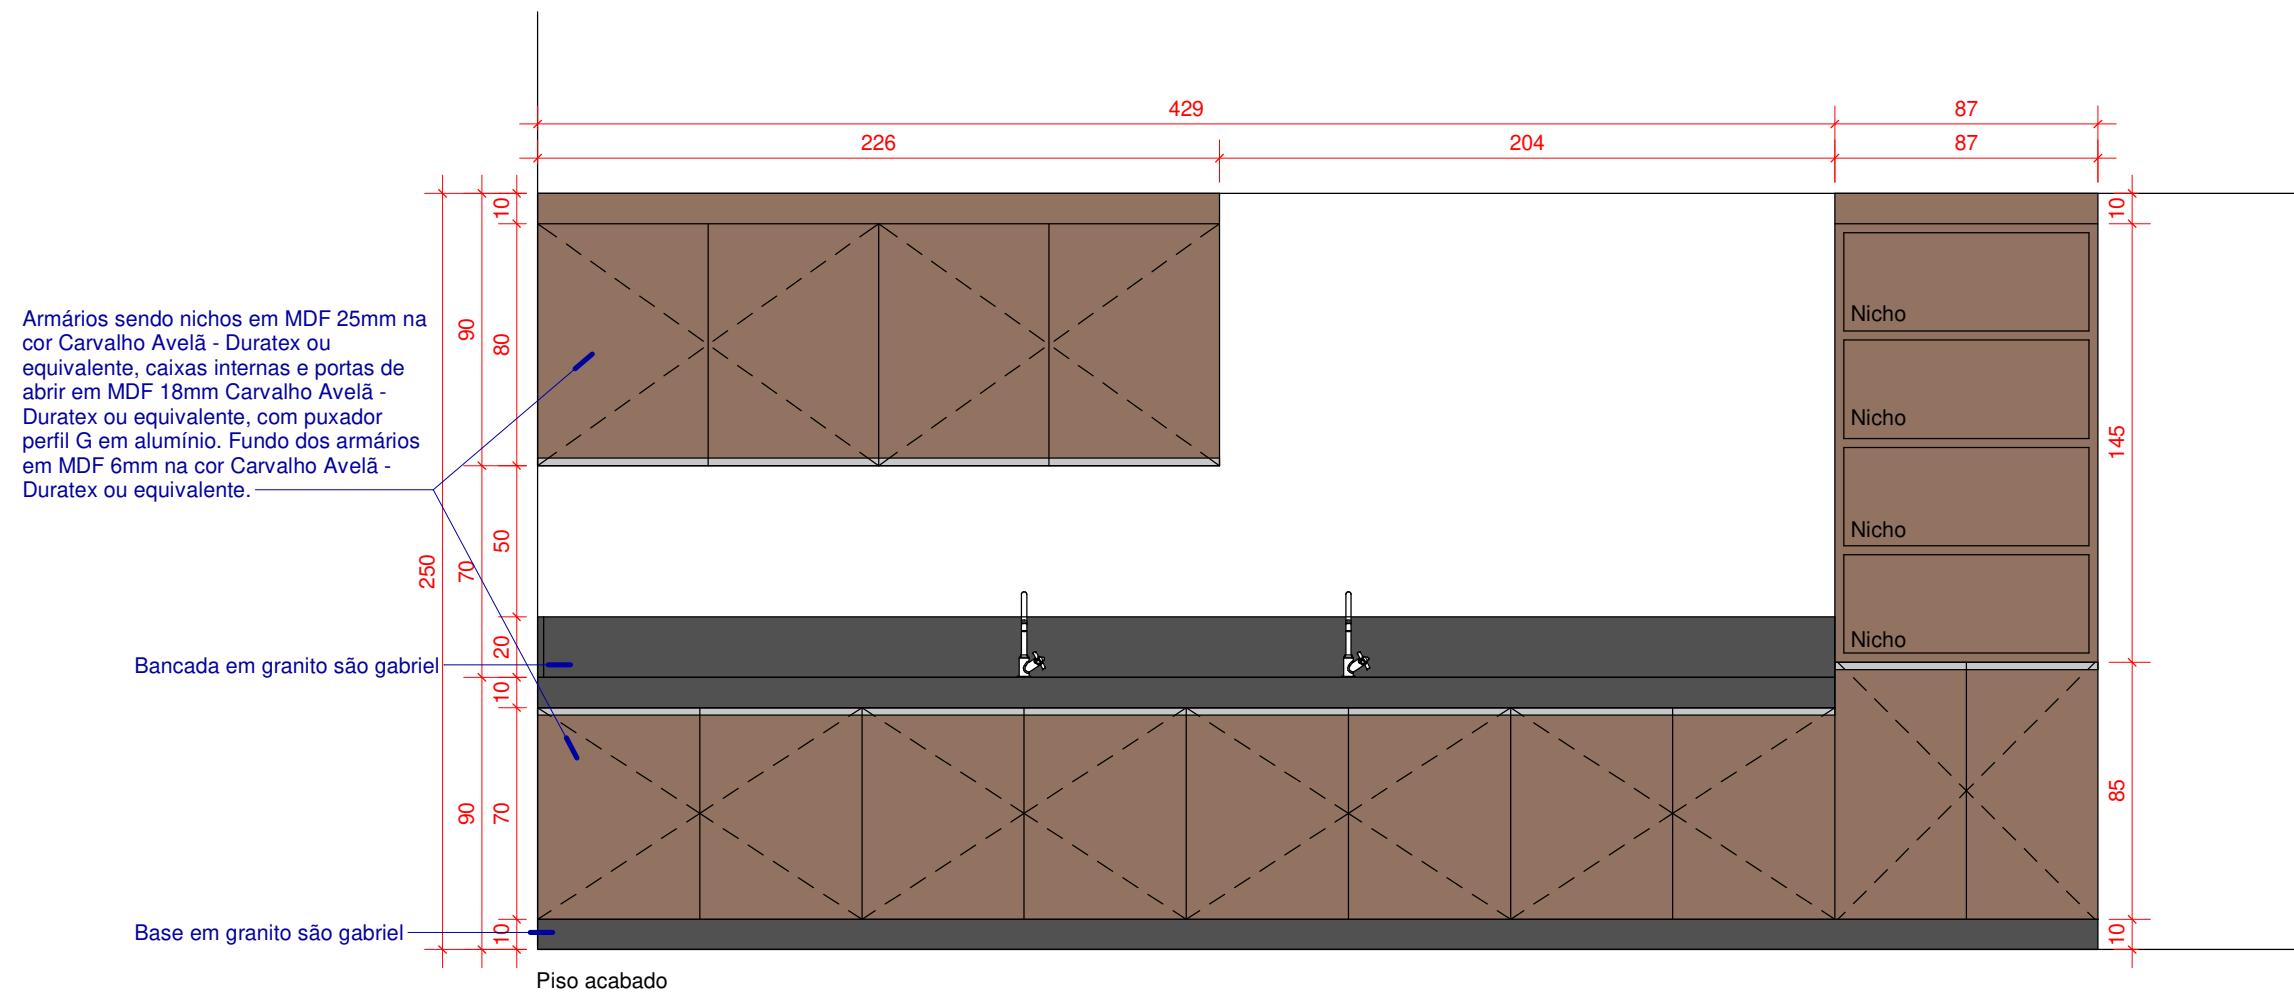 429
87
226
204
87
10
10
Armários sendo nichos em MDF 25mm na
cor Carvalho Avelã - Duratex ou
equivalente, caixas internas e portas de
abrir em MDF 18mm Carvalho Avelã -
Duratex ou equivalente, com puxador
perfil G em alumínio. Fundo dos armários
em MDF 6mm na cor Carvalho Avelã -
Duratex ou equivalente.
90
80
Nicho
Nicho
145
Nicho
250
70
50
Nicho
20
Bancada em granito são gabriel
10
90
70
85
Base em granito são gabriel
10
10
Piso acabado